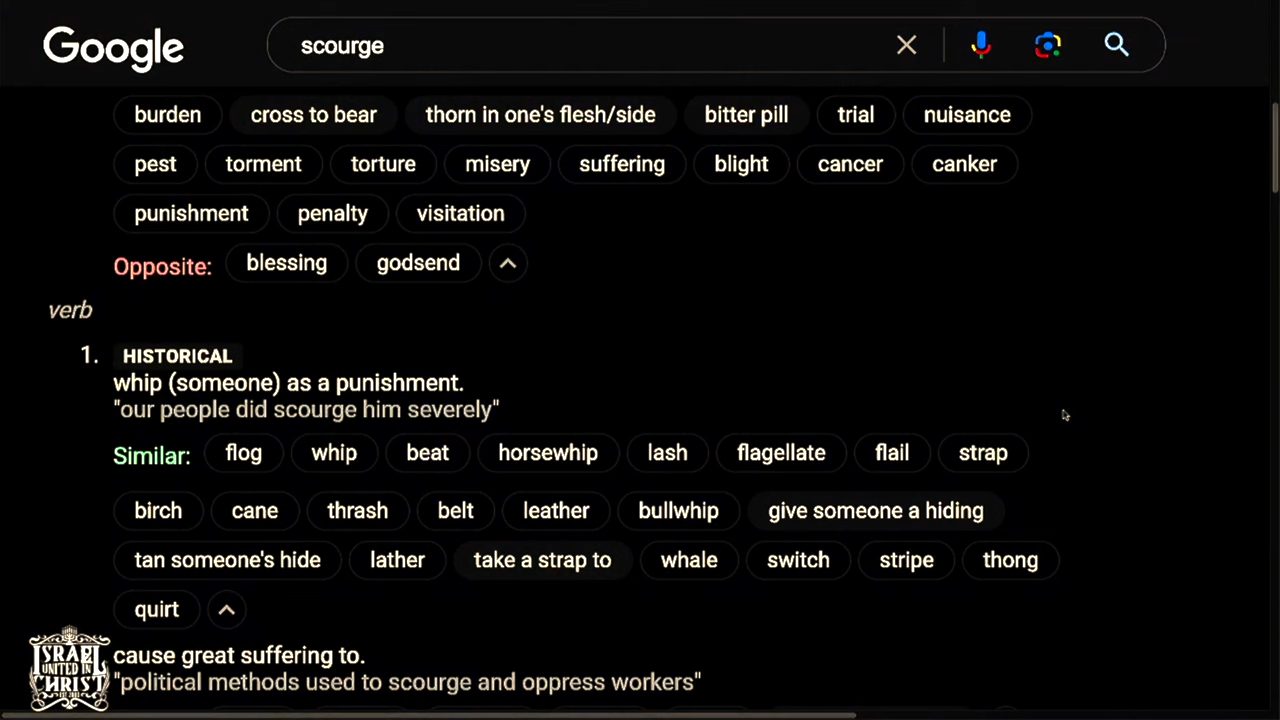 Google
scourge
burden cross to bear thorn in one's flesh/side bitter pill trial nuisance
pest torment torture misery suffering blight cancer canker
punishment penalty visitation
Opposite: blessing godsend
verb
1. HISTORICAL
whip (someone) as a punishment.
"our people did scourge him severely"
Similar: flog whip beat horsewhip lash flagellate flail strap
birch cane thrash belt leather bullwhip give someone a hiding
tan someone's hide lather take a strap to whale switch stripe thong
quirt
cause great suffering to.
"political methods used to scourge and oppress workers"
ISRAEL
UNITED IN
CHRIST